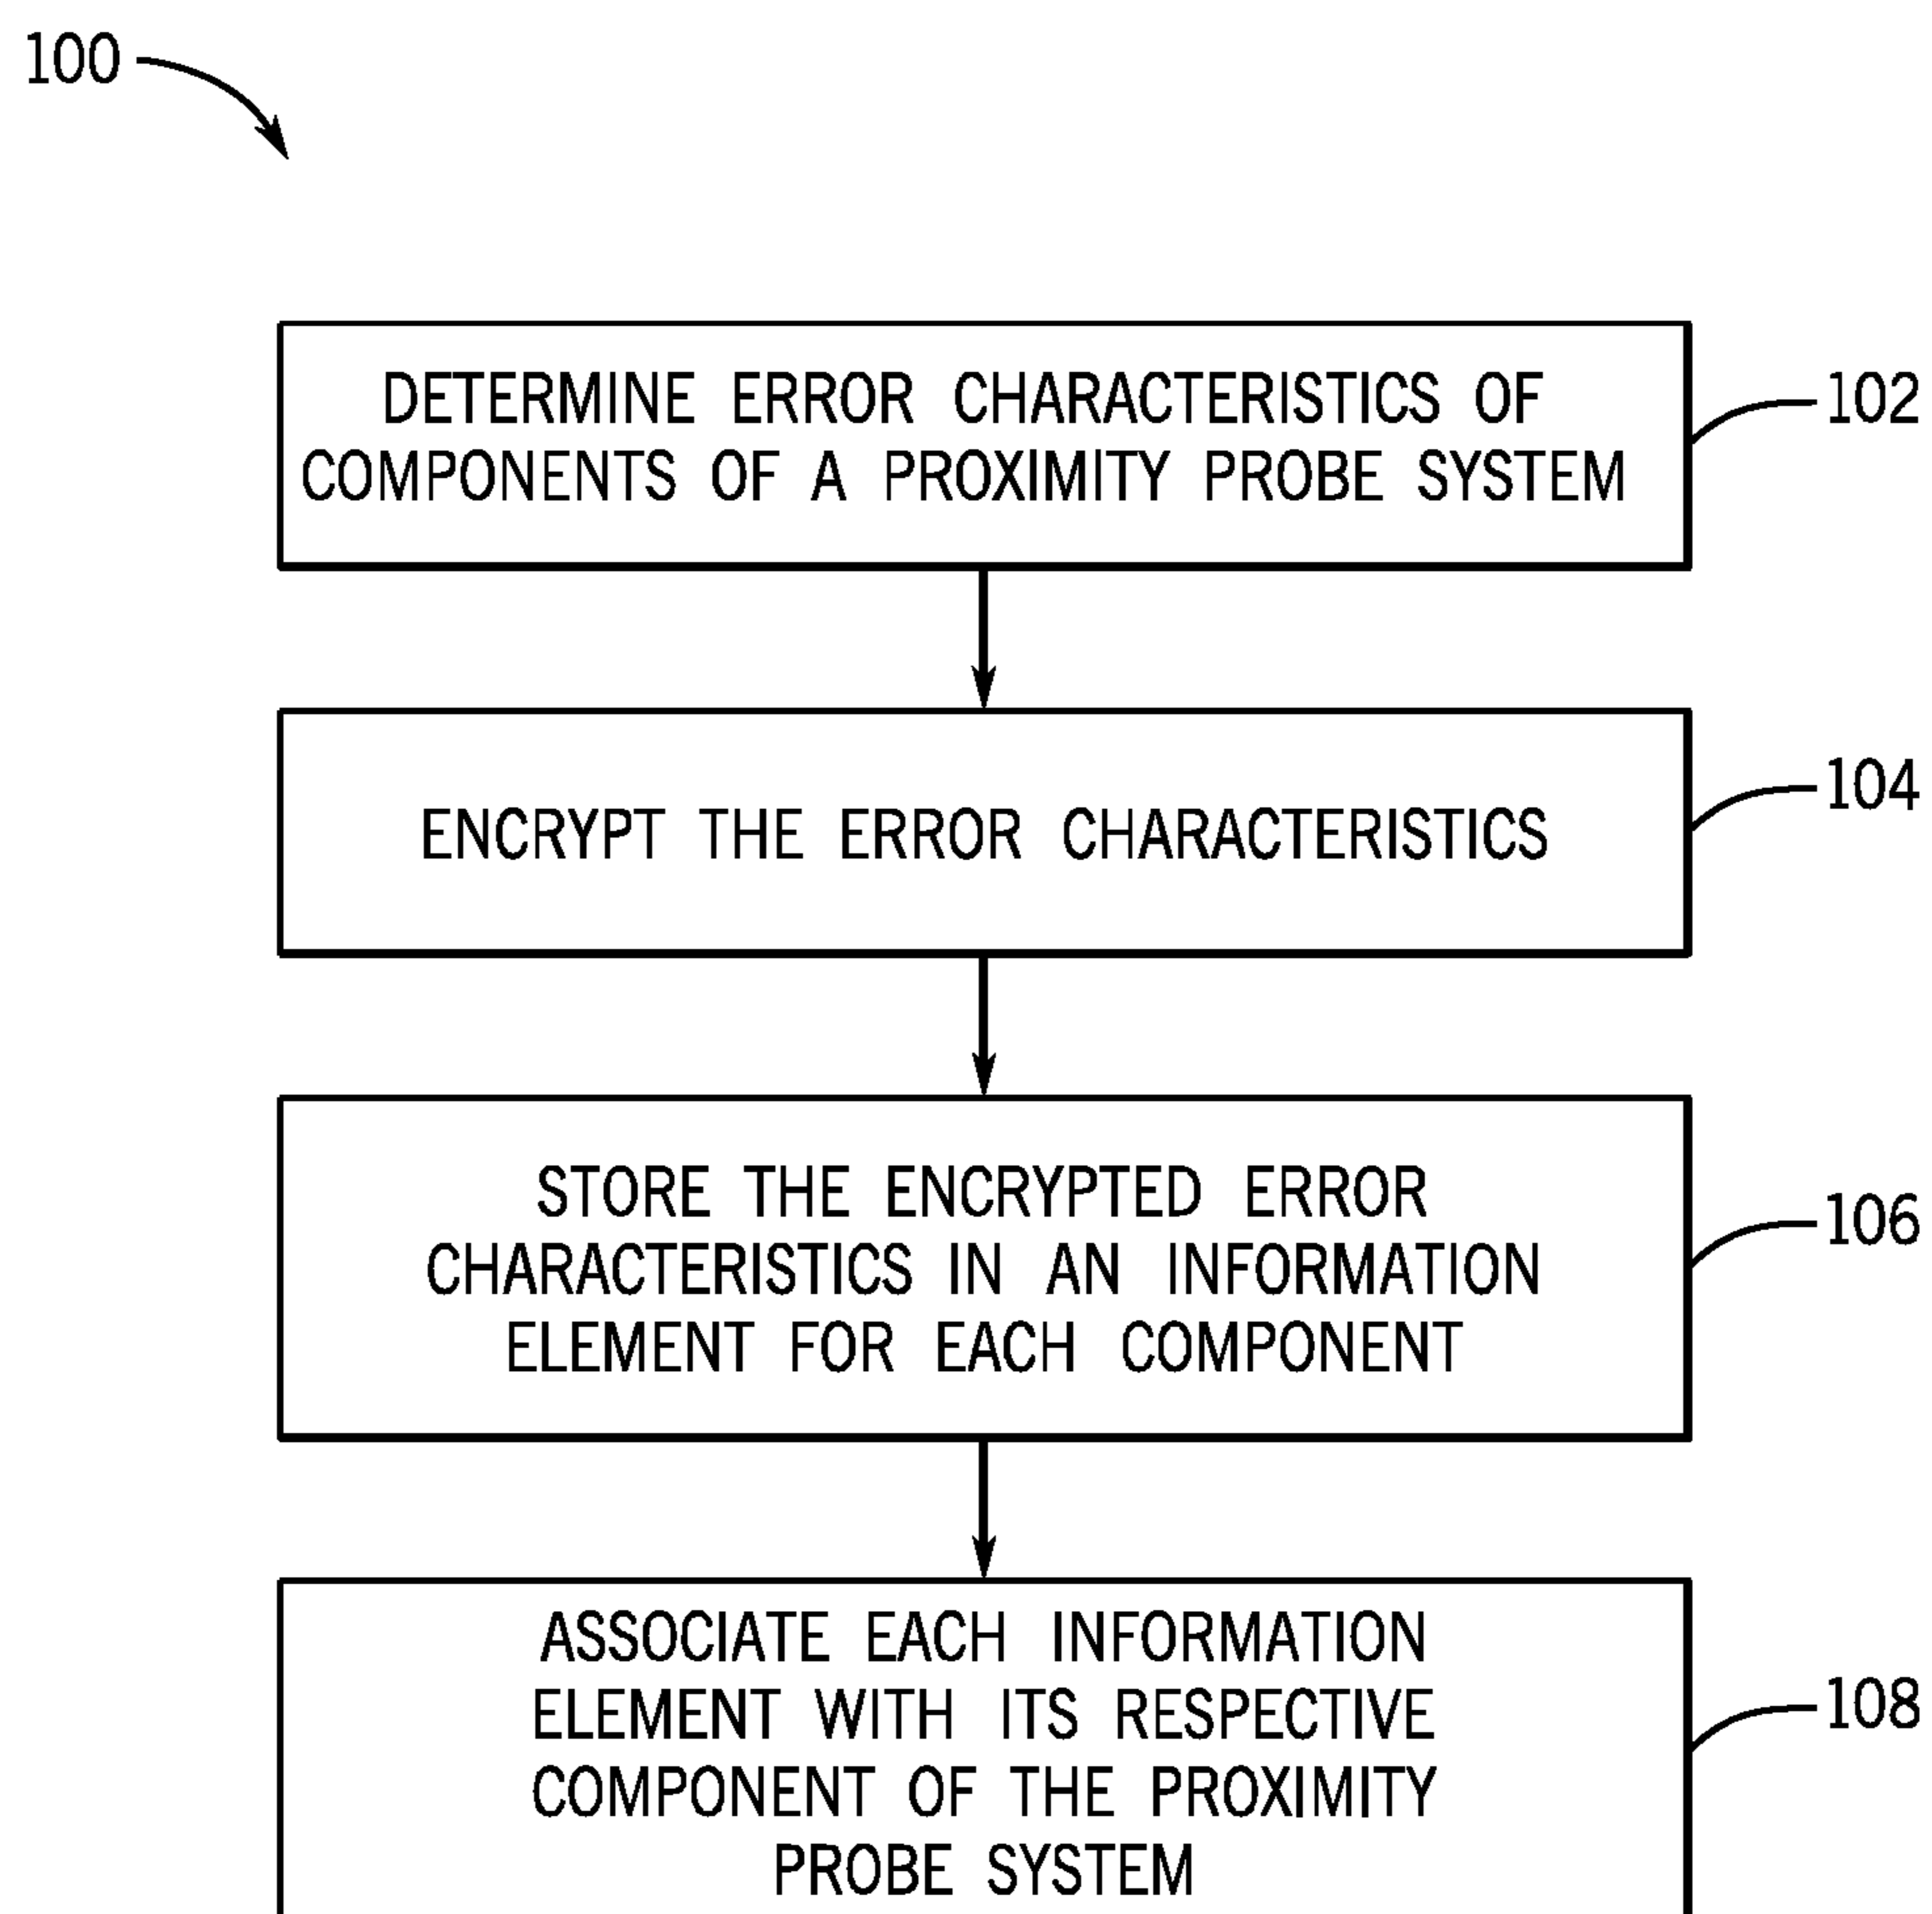 100
DETERMINE ERROR CHARACTERISTICS OF
COMPONENTS OF A PROXIMITY PROBE SYSTEM
102
ENCRYPT THE ERROR CHARACTERISTICS
104
STORE THE ENCRYPTED ERROR
CHARACTERISTICS IN AN INFORMATION
ELEMENT FOR EACH COMPONENT
106
ASSOCIATE EACH INFORMATION
ELEMENT WITH ITS RESPECTIVE
COMPONENT OF THE PROXIMITY
PROBE SYSTEM
108